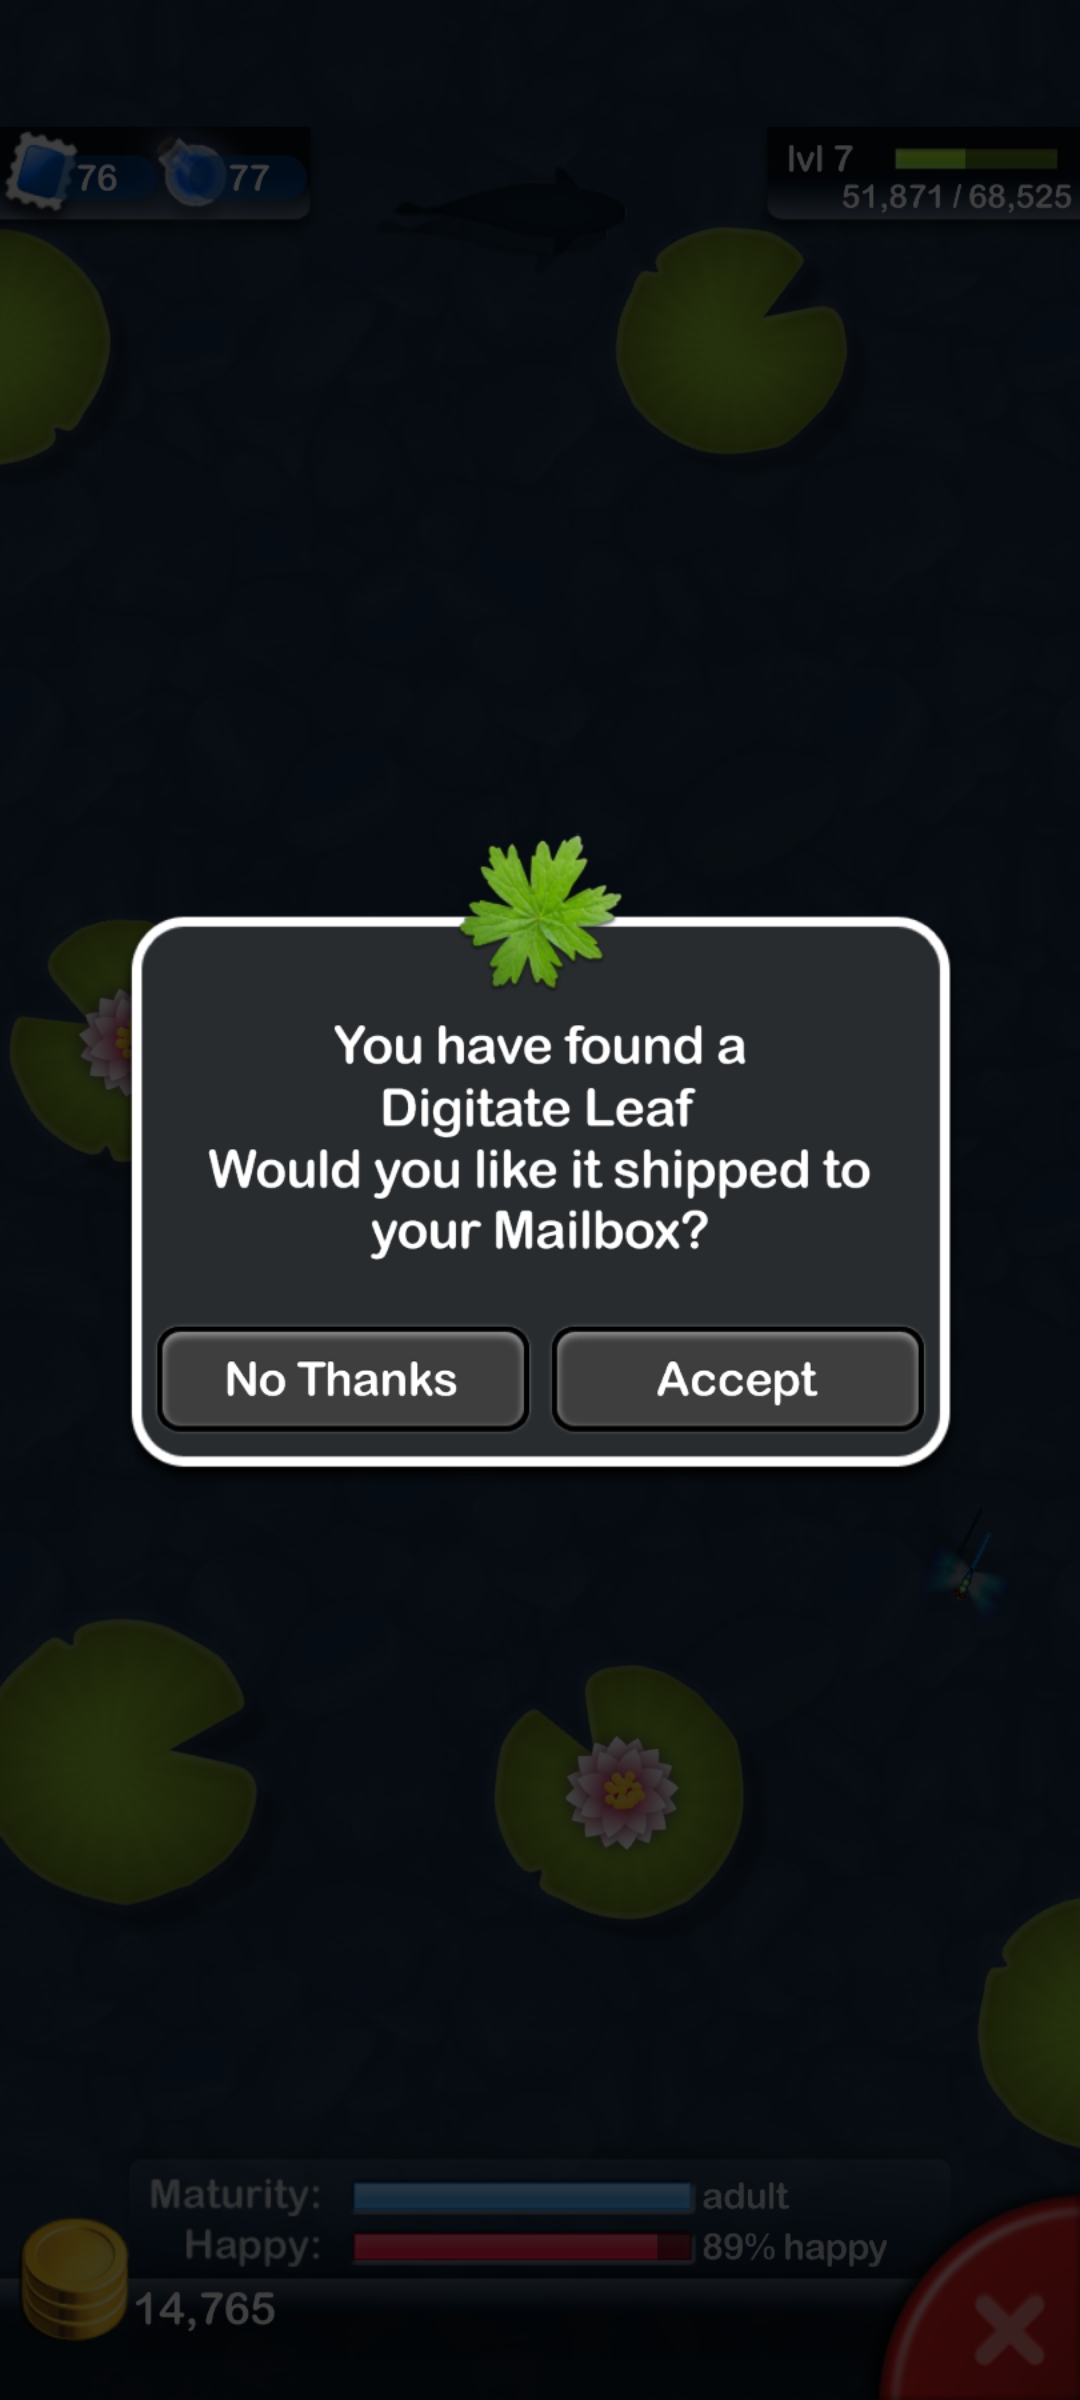 76
77
lvl 7
51,871 / 68,525
You have found a
Digitate Leaf
Would you like it shipped to
your Mailbox?
No Thanks
Accept
Maturity:
adult
Happy:
89% happy
14,765